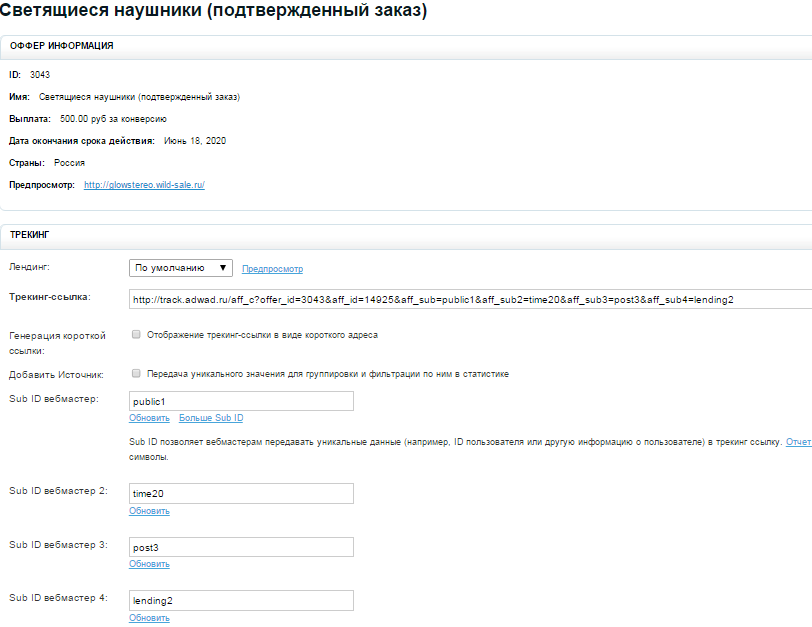 Светящиеся наушники (подтвержденный заказ)
ОФФЕР ИНФОРМАЦИЯ
ID: 3043
Имя: Светящиеся наушники (подтвержденный заказ)
Выплата: 500.00 руб за конверсию
Дата окончания срока действия: Июнь 18, 2020
Страны: Россия
Предпросмотр: http://glowstereo.wild-sale.ru/
ТРЕКИНГ
Лендинг: По умолчанию ▼ Предпросмотр
Трекинг-ссылка: http://track.adwad.ru/aff_c?offer_id=3043&aff_id=14925&aff_sub=public1&aff_sub2=time20&aff_sub3=post3&aff_sub4=lending2
Генерация короткой Отображение трекинг-ссылки в виде короткого адреса
ссылки:
Добавить Источник: Передача уникального значения для группировки и фильтрации по ним в статистике
Sub ID вебмастер: public1
Обновить Больше Sub ID
Sub ID позволяет вебмастерам передавать уникальные данные (например, ID пользователя или другую информацию о пользователе) в трекинг ссылку. Отчет
символы.
Sub ID вебмастер 2: time20
Обновить
Sub ID вебмастер 3: post3
Обновить
Sub ID вебмастер 4: lending2
Обновить